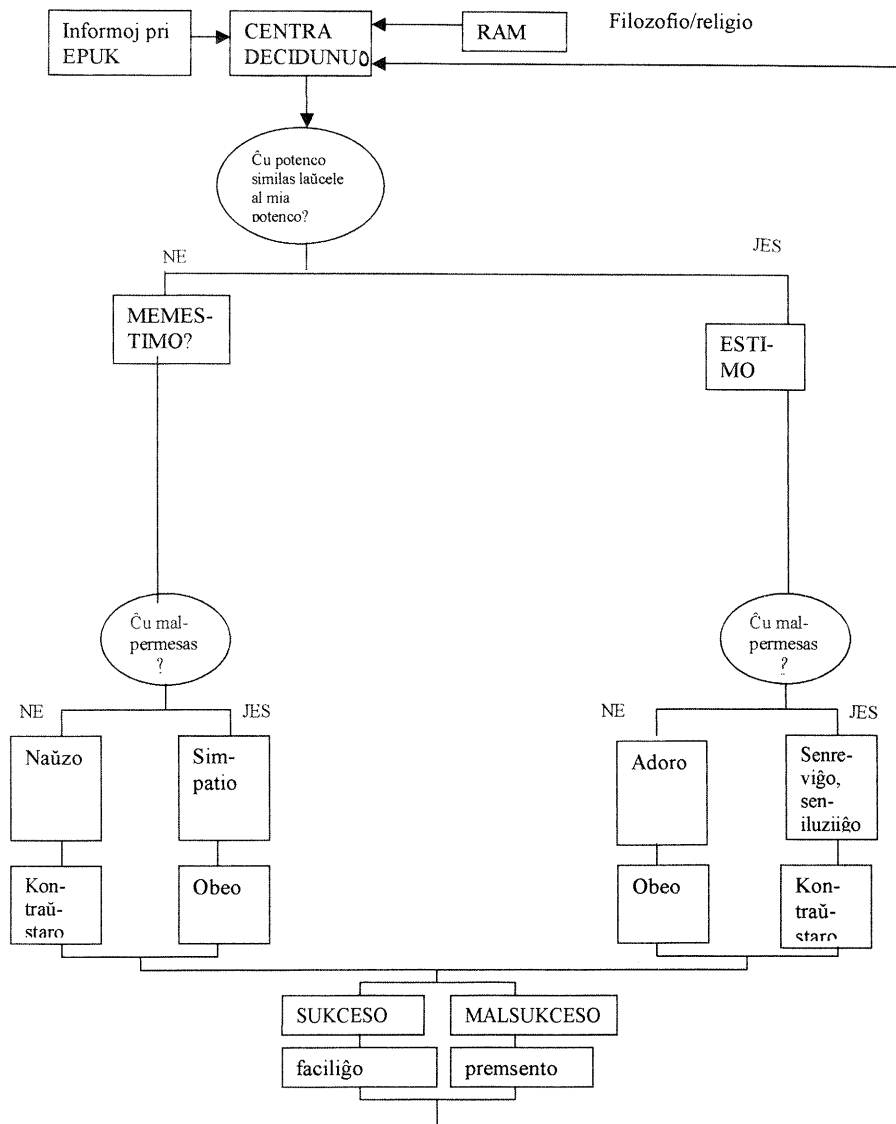 Informoj pri
EPUK
CENTRA
DECIDUNUO
RAM
Filozofio/religio
Ĉu potenco
similas laŭcele
al mia
potenco?
NE
JES
MEMES-
TIMO?
ESTI-
MO
Ĉu mal-
permesas
?
Ĉu mal-
permesas
?
NE
JES
NE
JES
Naŭzo
Sim-
patio
Adoro
Senre-
viĝo,
sen-
iluziiĝo
Kon-
traŭ-
staro
Obeo
Obeo
Kon-
traŭ-
staro
SUKCESO
MALSUKCESO
faciliĝo
premsento